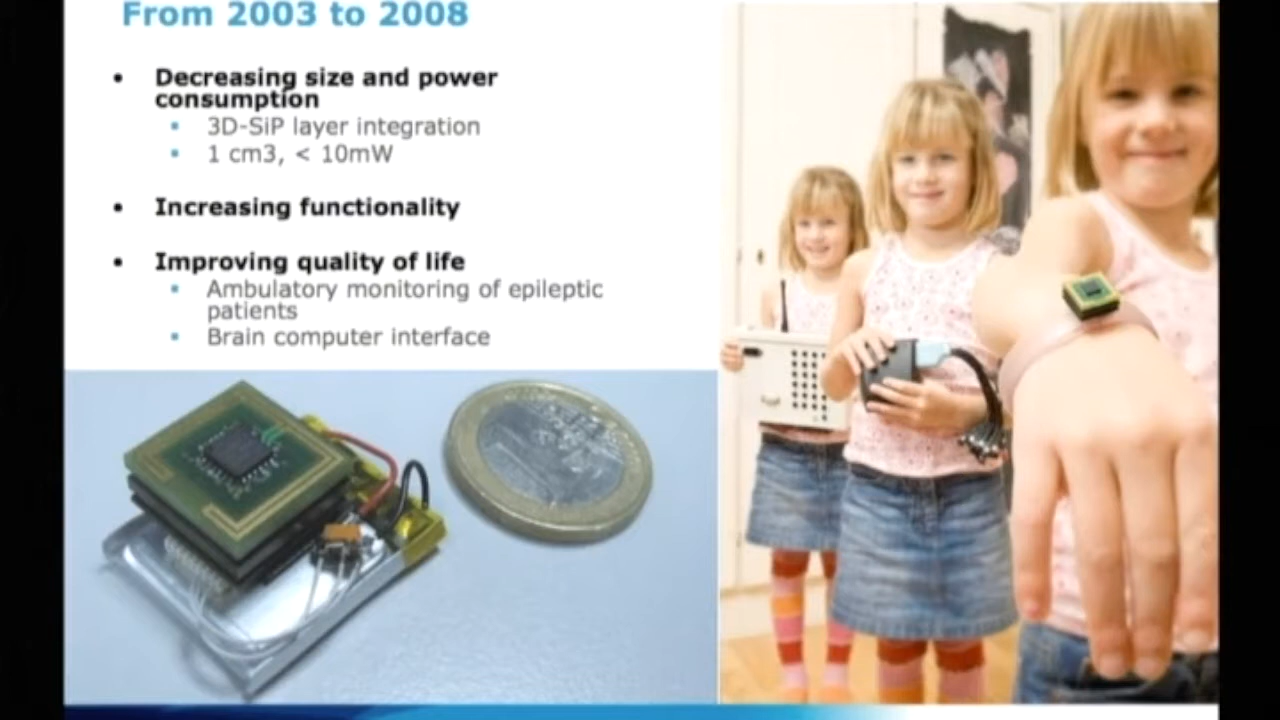 From 2003 to 2008
• Decreasing size and power
consumption
▪ 3D-SiP layer integration
▪ 1 cm3, < 10mW
• Increasing functionality
• Improving quality of life
▪ Ambulatory monitoring of epileptic
patients
▪ Brain computer interface